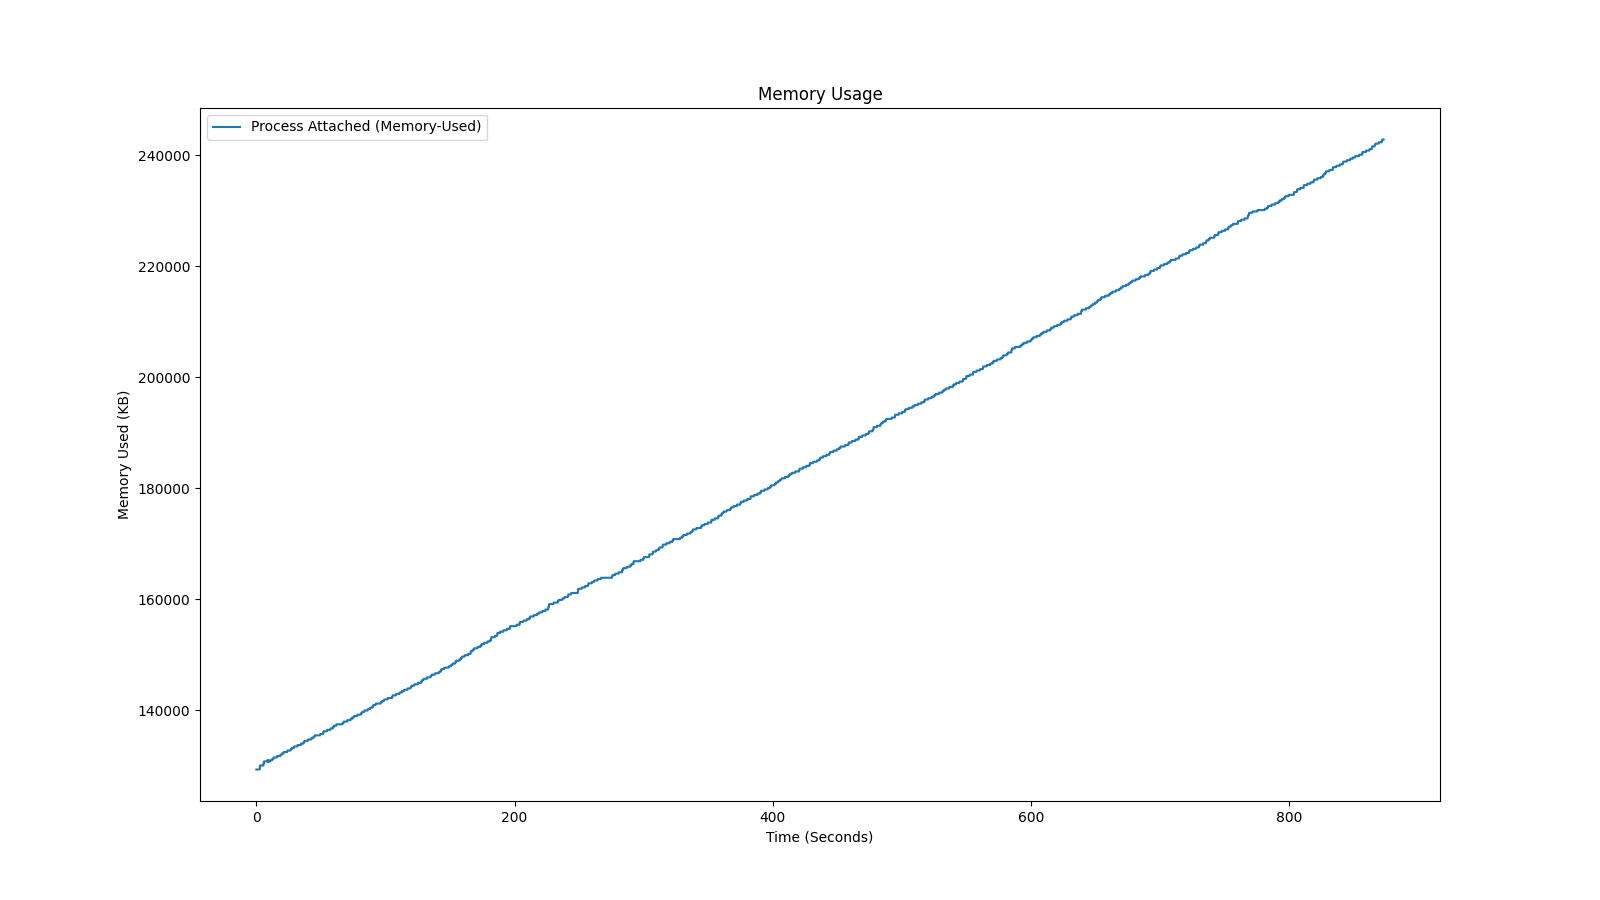 Memory Usage
Process Attached (Memory-Used)
240000
220000
200000
180000
160000
140000
Memory Used (KB)
0 200 400 600 800
Time (Seconds)